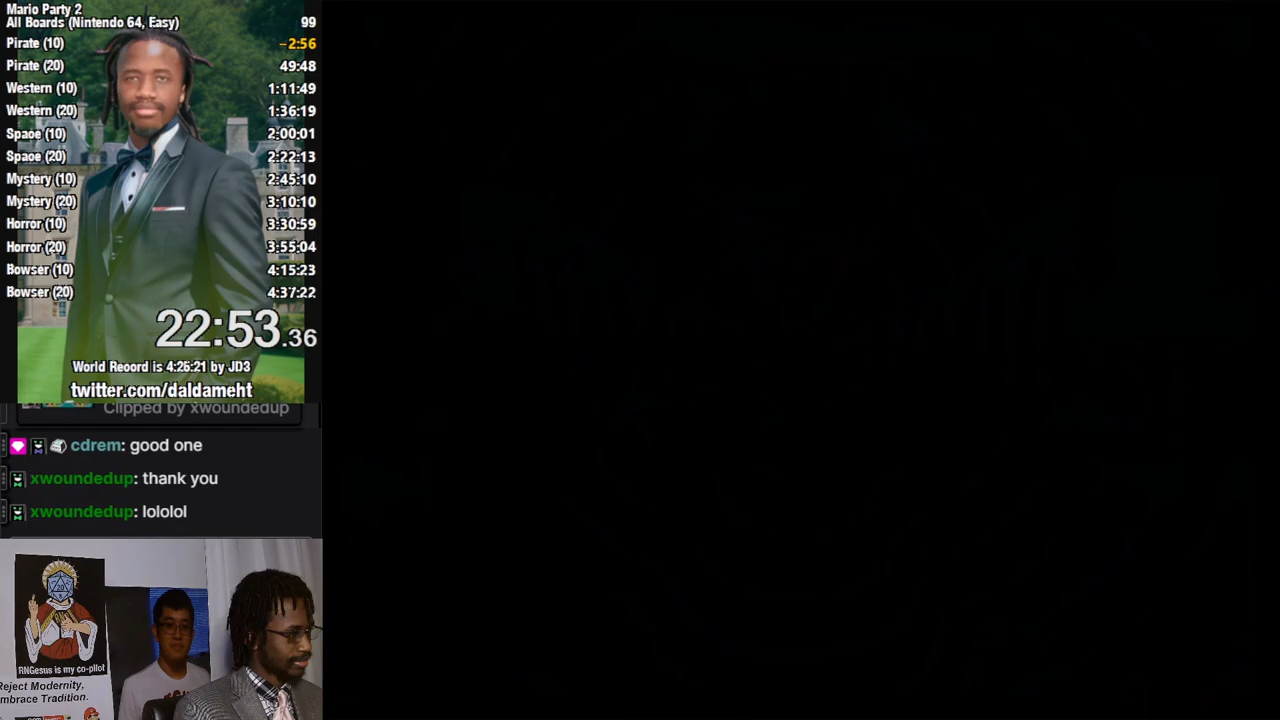 Mario Party 2
All Boards (Nintendo 64, Easy) 99
Pirate (10) −2:56
Pirate (20) 49:48
Western (10) 1:11:49
Western (20) 1:36:19
Space (10) 2:00:01
Space (20) 2:22:13
Mystery (10) 2:45:10
Mystery (20) 3:10:10
Horror (10) 3:30:59
Horror (20) 3:55:04
Bowser (10) 4:15:23
Bowser (20) 4:37:22
22:53.36
World Record is 4:25:21 by JD3
twitter.com/daldameht
Clipped by xwoundedup
cdrem: good one
xwoundedup: thank you
xwoundedup: lololol
RNGesus is my co-pilot
Reject Modernity,
mbrace Tradition.